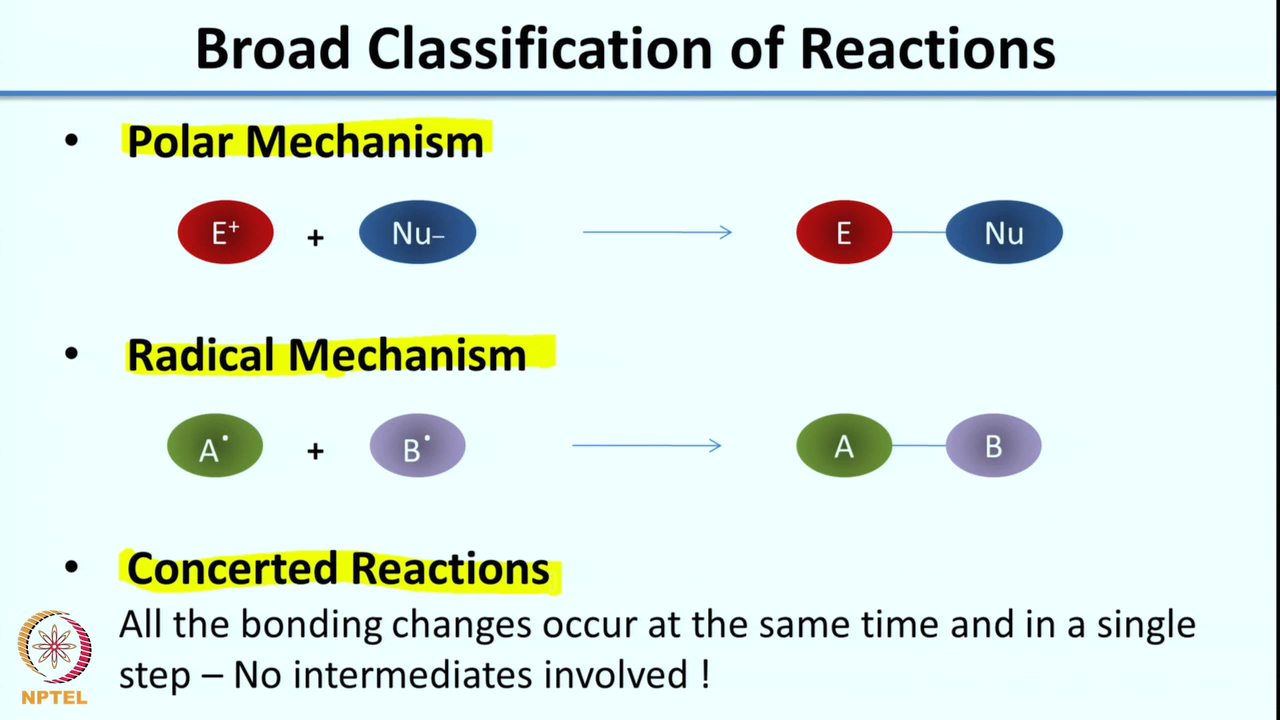 Broad Classification of Reactions
• Polar Mechanism
E⁺ + Nu– E Nu
• Radical Mechanism
A• + B• A B
• Concerted Reactions
All the bonding changes occur at the same time and in a single
step – No intermediates involved !
NPTEL